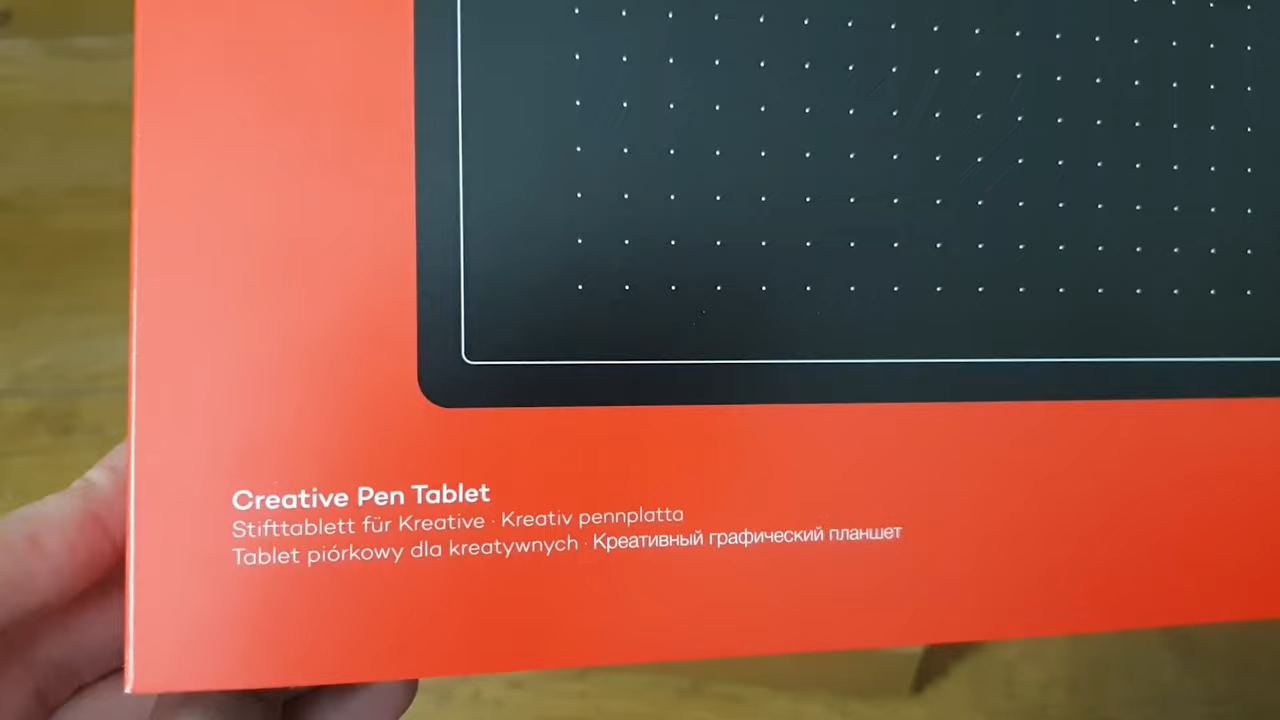 Creative Pen Tablet
Stifttablett für Kreative · Kreativ pennplatta
Tablet piórkowy dla kreatywnych · Креативный графический планшет